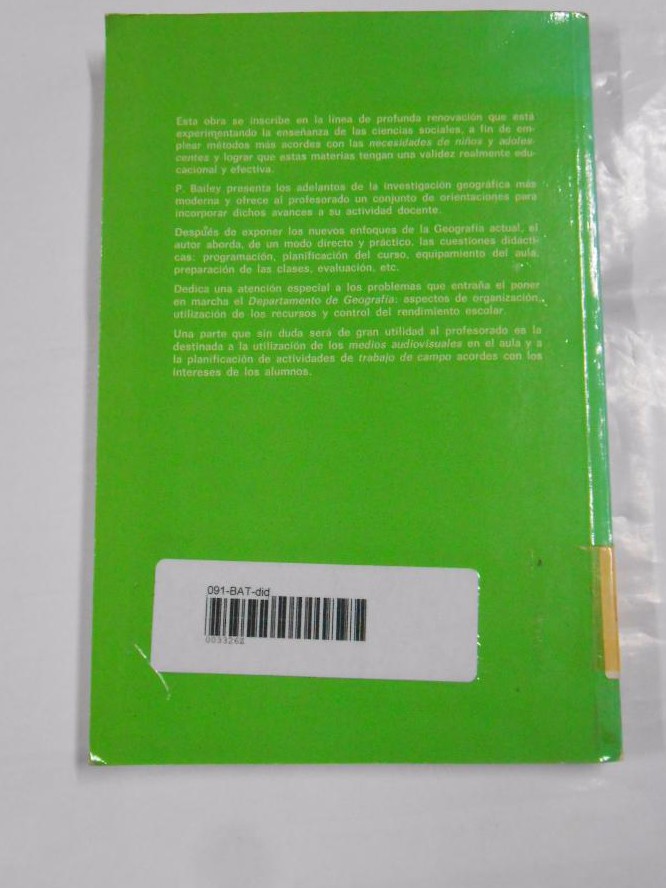 Esta obra se inscribe en la línea de profunda renovación que está
experimentando la enseñanza de las ciencias sociales, a fin de em-
plear métodos más acordes con las necesidades de niños y adoles-
centes y lograr que estas materias tengan una validez realmente edu-
cacional y efectiva.
P. Bailey presenta los adelantos de la investigación geográfica más
moderna y ofrece al profesorado un conjunto de orientaciones para
incorporar dichos avances a su actividad docente.
Después de exponer los nuevos enfoques de la Geografía actual, el
autor aborda, de un modo directo y práctico, las cuestiones didácti-
cas: programación, planificación del curso, equipamiento del aula,
preparación de las clases, evaluación, etc.
Dedica una atención especial a los problemas que entraña el poner
en marcha el Departamento de Geografía: aspectos de organización,
utilización de los recursos y control del rendimiento escolar.
Una parte que sin duda será de gran utilidad al profesorado es la
destinada a la utilización de los medios audiovisuales en el aula y a
la planificación de actividades de trabajo de campo acordes con los
intereses de los alumnos.
091-BAT-did
0033262